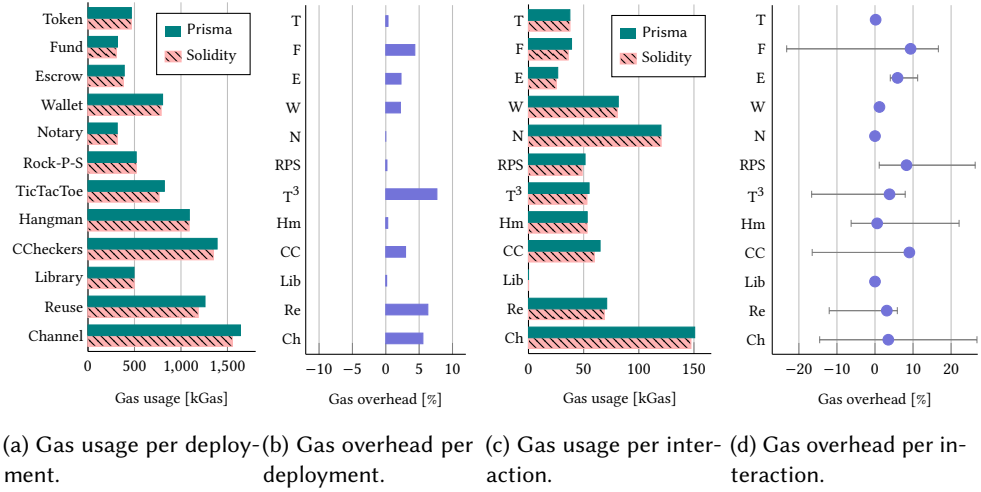 Token
Fund
Escrow
Wallet
Notary
Rock-P-S
TicTacToe
Hangman
CCheckers
Library
Reuse
Channel
Prisma
Solidity
0 500 1,000 1,500
Gas usage [kGas]
T
F
E
W
N
RPS
T³
Hm
CC
Lib
Re
Ch
−10 −5 0 5 10
Gas overhead [%]
T
F
E
W
N
RPS
T³
Hm
CC
Lib
Re
Ch
Prisma
Solidity
0 50 100 150
Gas usage [kGas]
T
F
E
W
N
RPS
T³
Hm
CC
Lib
Re
Ch
−20 −10 0 10 20
Gas overhead [%]
(a) Gas usage per deploy-
ment.
(b) Gas overhead per
deployment.
(c) Gas usage per inter-
action.
(d) Gas overhead per in-
teraction.